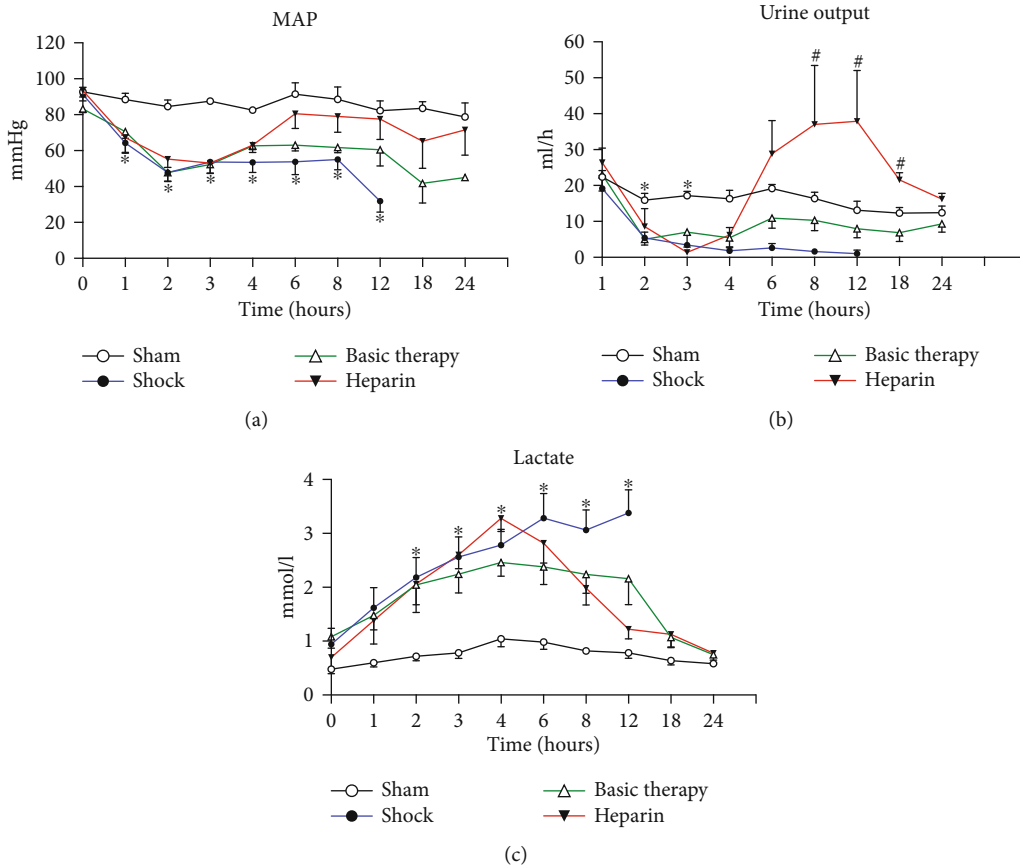 MAP
120
100
80
60
40
20
0
mmHg
0 1 2 3 4 6 8 12 18 24
* * * * * * *
Time (hours)
Sham
Shock
Basic therapy
Heparin
(a)
Urine output
60
50
40
30
20
10
0
ml/h
1 2 3 4 6 8 12 18 24
* * # # #
Time (hours)
Sham
Shock
Basic therapy
Heparin
(b)
Lactate
4
3
2
1
0
mmol/l
0 1 2 3 4 6 8 12 18 24
* * * * * *
Time (hours)
Sham
Shock
Basic therapy
Heparin
(c)